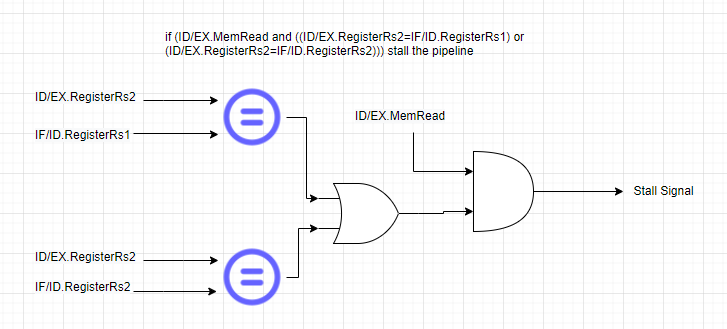 if (ID/EX.MemRead and ((ID/EX.RegisterRs2=IF/ID.RegisterRs1) or
(ID/EX.RegisterRs2=IF/ID.RegisterRs2))) stall the pipeline
ID/EX.RegisterRs2
IF/ID.RegisterRs1
ID/EX.MemRead
Stall Signal
ID/EX.RegisterRs2
IF/ID.RegisterRs2